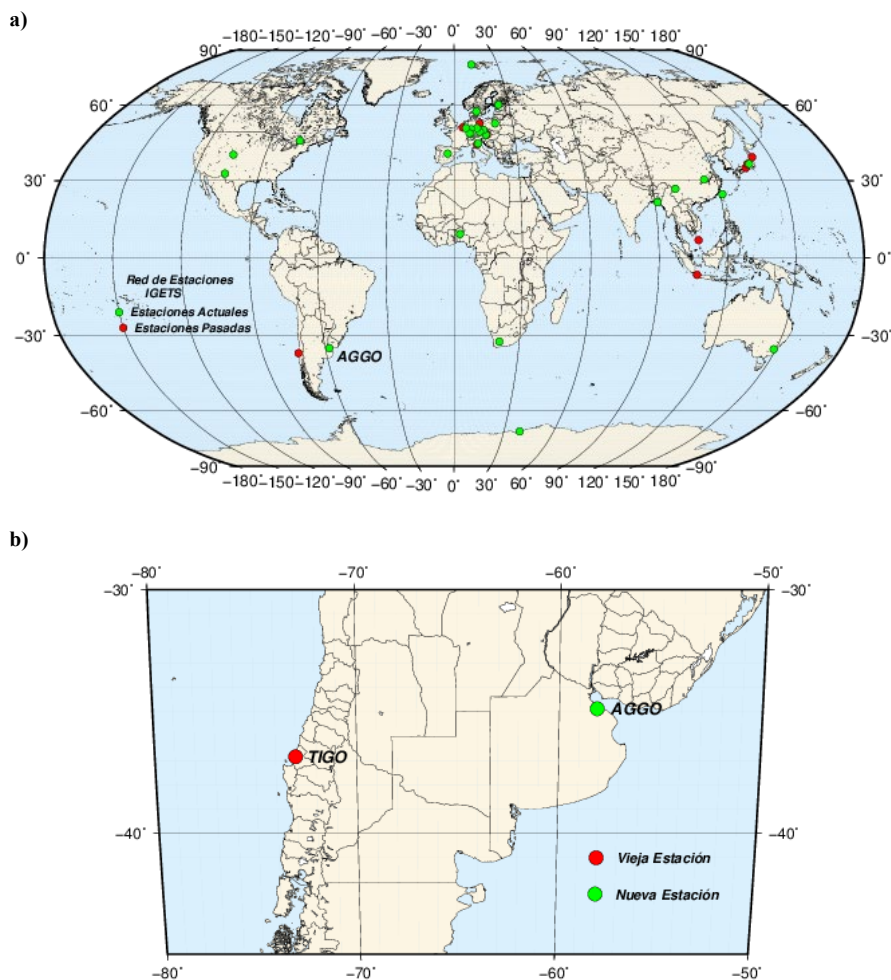 a)
−180˚ −150˚ −120˚ −90˚ −60˚ −30˚ 0˚ 30˚ 60˚ 90˚ 120˚ 150˚ 180˚
90˚ 90˚
60˚ 60˚
30˚ 30˚
0˚ 0˚
Red de Estaciones
IGETS
Estaciones Actuales
Estaciones Pasadas
−30˚ −30˚
AGGO
−60˚ −60˚
−90˚ −90˚
−180˚ −150˚ −120˚ −90˚ −60˚ −30˚ 0˚ 30˚ 60˚ 90˚ 120˚ 150˚ 180˚
b)
−80˚ −70˚ −60˚ −50˚
−30˚ −30˚
AGGO
TIGO
−40˚ −40˚
Vieja Estación
Nueva Estación
−80˚ −70˚ −60˚ −50˚